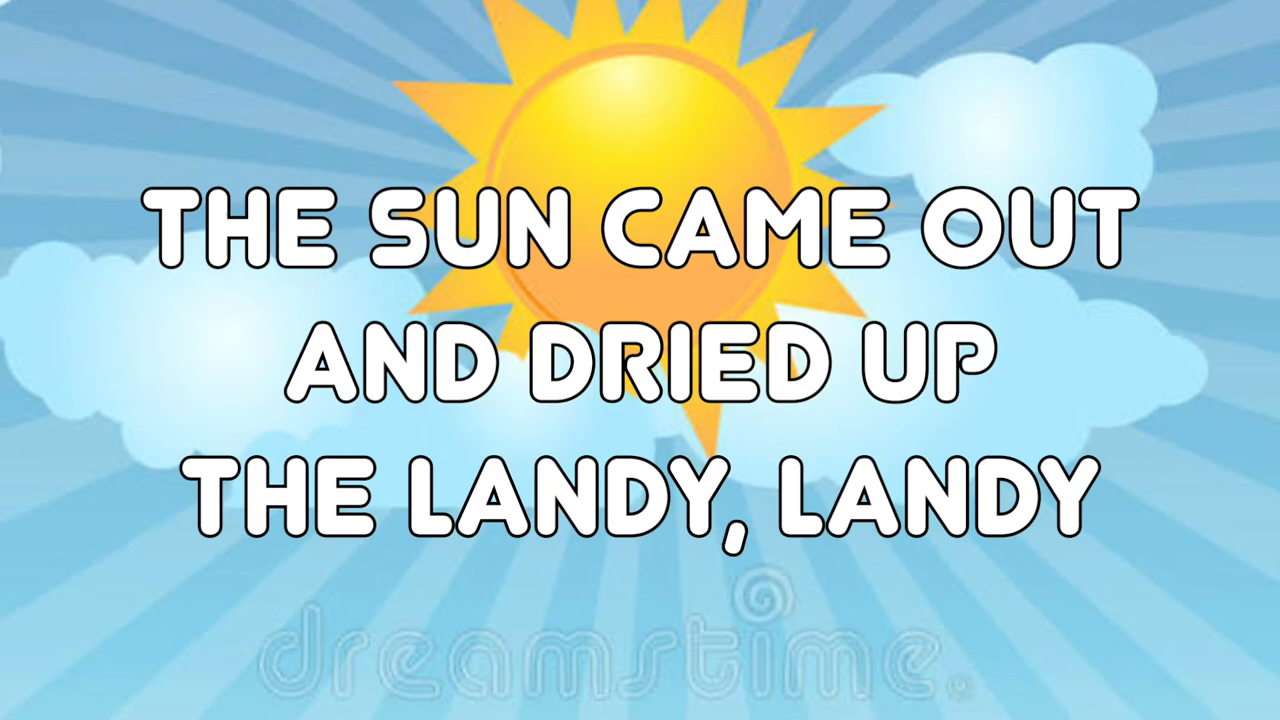 THE SUN CAME OUT
AND DRIED UP
THE LANDY, LANDY
dreamstime.